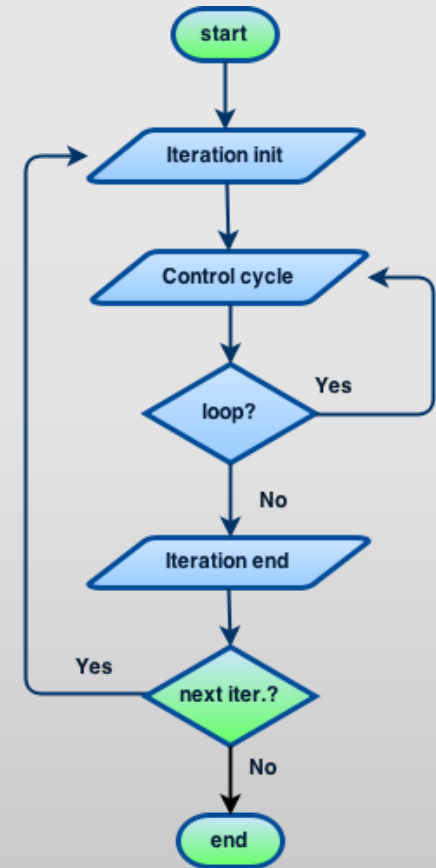 start
Iteration init
Control cycle
loop?
Yes
No
Iteration end
next iter.?
Yes
No
end